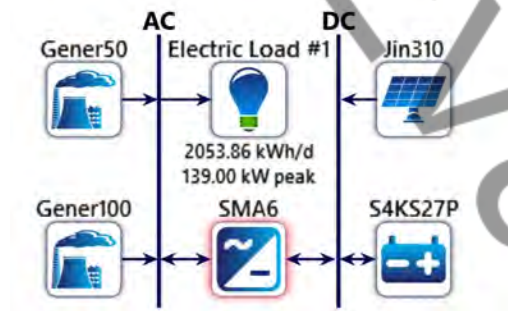 AC DC
Gener50 Electric Load #1 Jin310
2053.86 kWh/d
139.00 kW peak
Gener100 SMA6 S4KS27P